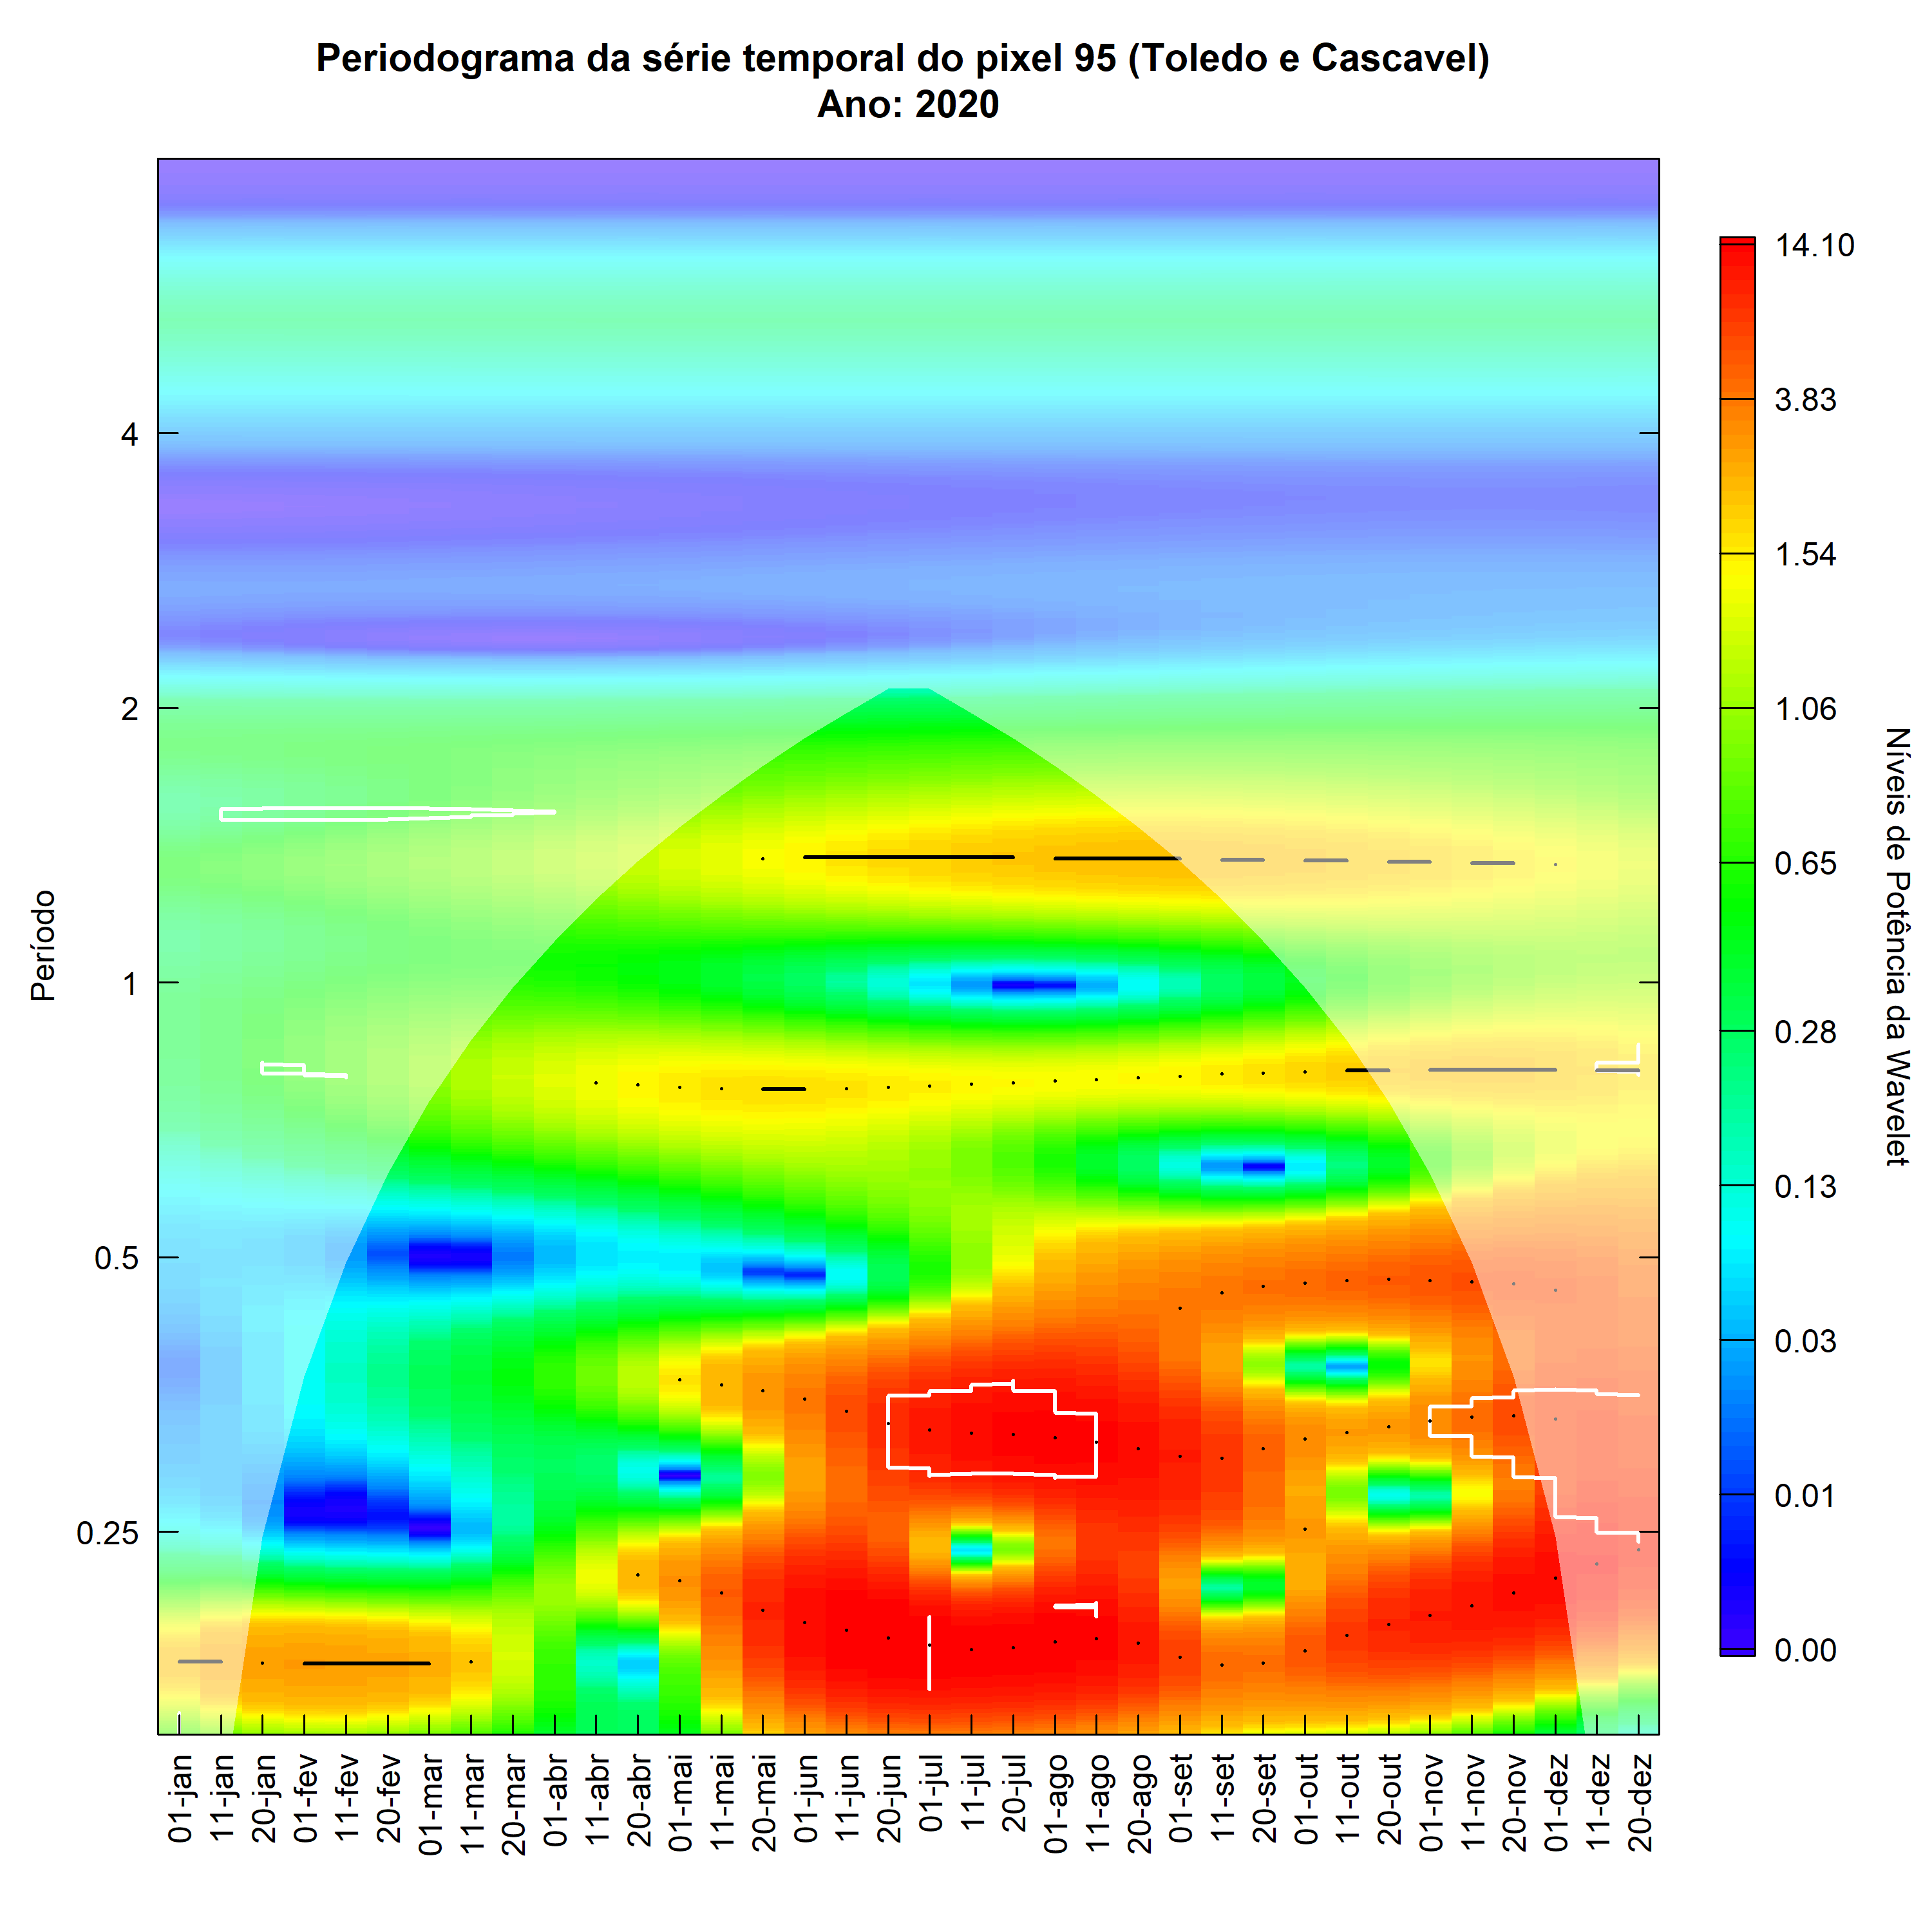 Periodograma da série temporal do pixel 95 (Toledo e Cascavel)
Ano: 2020
Período
4
2
1
0.5
0.25
01-jan
11-jan
20-jan
01-fev
11-fev
20-fev
01-mar
11-mar
20-mar
01-abr
11-abr
20-abr
01-mai
11-mai
20-mai
01-jun
11-jun
20-jun
01-jul
11-jul
20-jul
01-ago
11-ago
20-ago
01-set
11-set
20-set
01-out
11-out
20-out
01-nov
11-nov
20-nov
01-dez
11-dez
20-dez
14.10
3.83
1.54
1.06
0.65
0.28
0.13
0.03
0.01
0.00
Níveis de Potência da Wavelet